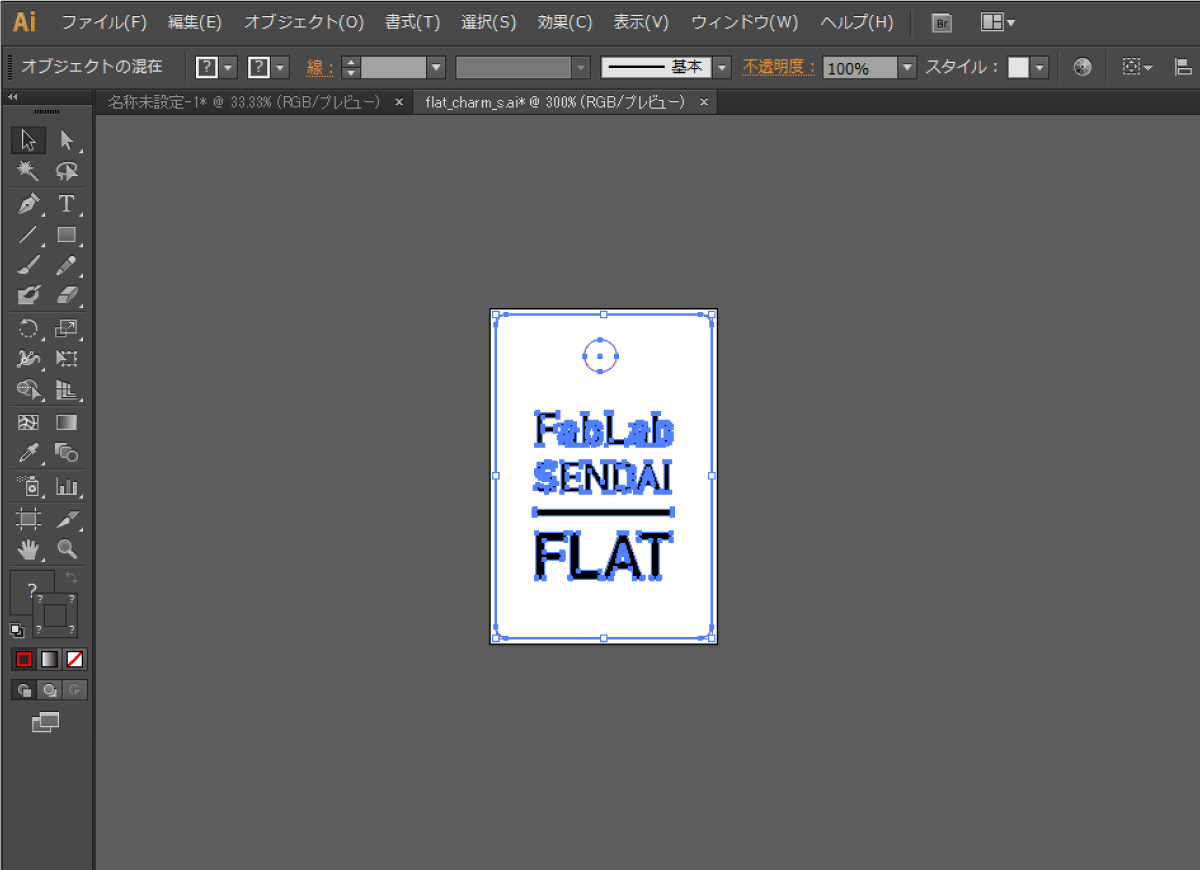 Ai ファイル(F) 編集(E) オブジェクト(O) 書式(T) 選択(S) 効果(C) 表示(V) ウィンドウ(W) ヘルプ(H) Br
オブジェクトの混在 ? ? 線： 基本 不透明度： 100% スタイル：
名称未設定-1* @ 33.33% (RGB/プレビュー) × flat_charm_s.ai* @ 300% (RGB/プレビュー) ×
FabLab
SENDAI
FLAT
?
? ?
? ?